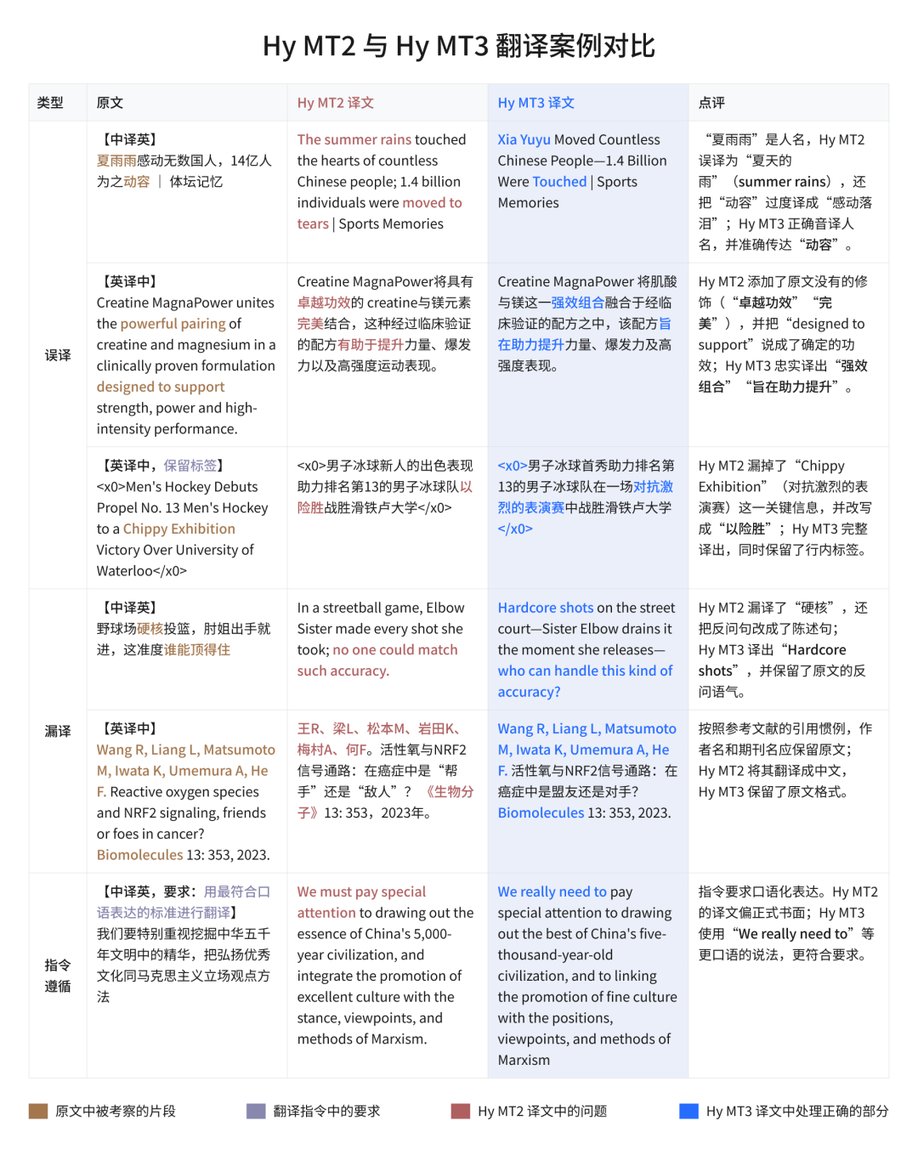 Hy MT2 与 Hy MT3 翻译案例对比
类型
原文
Hy MT2 译文
Hy MT3 译文
点评
误译
【中译英】
夏雨雨感动无数国人，14亿人
为之动容 ｜ 体坛记忆
The summer rains touched
the hearts of countless
Chinese people; 1.4 billion
individuals were moved to
tears | Sports Memories
Xia Yuyu Moved Countless
Chinese People—1.4 Billion
Were Touched | Sports
Memories
“夏雨雨”是人名，Hy MT2
误译为“夏天的
雨”（summer rains），还
把“动容”过度译成“感动落
泪”；Hy MT3 正确音译人
名，并准确传达“动容”。
【英译中】
Creatine MagnaPower unites
the powerful pairing of
creatine and magnesium in a
clinically proven formulation
designed to support
strength, power and high-
intensity performance.
Creatine MagnaPower将具有
卓越功效的 creatine与镁元素
完美结合，这种经过临床验证
的配方有助于提升力量、爆发
力以及高强度运动表现。
Creatine MagnaPower 将肌酸
与镁这一强效组合融合于经临
床验证的配方之中，该配方旨
在助力提升力量、爆发力及高
强度表现。
Hy MT2 添加了原文没有的修
饰（“卓越功效”“完
美”），并把“designed to
support”说成了确定的功
效；Hy MT3 忠实译出“强效
组合”“旨在助力提升”。
【英译中，保留标签】
<x0>Men's Hockey Debuts
Propel No. 13 Men's Hockey
to a Chippy Exhibition
Victory Over University of
Waterloo</x0>
<x0>男子冰球新人的出色表现
助力排名第13的男子冰球队以
险胜战胜滑铁卢大学</x0>
<x0>男子冰球首秀助力排名第
13的男子冰球队在一场对抗激
烈的表演赛中战胜滑铁卢大学
</x0>
Hy MT2 漏掉了“Chippy
Exhibition”（对抗激烈的表
演赛）这一关键信息，并改写
成“以险胜”；Hy MT3 完整
译出，同时保留了行内标签。
漏译
【中译英】
野球场硬核投篮，肘姐出手就
进，这准度谁能顶得住
In a streetball game, Elbow
Sister made every shot she
took; no one could match
such accuracy.
Hardcore shots on the street
court—Sister Elbow drains it
the moment she releases—
who can handle this kind of
accuracy?
Hy MT2 漏译了“硬核”，还
把反问句改成了陈述句；
Hy MT3 译出“Hardcore
shots”，并保留了原文的反
问语气。
【英译中】
Wang R, Liang L, Matsumoto
M, Iwata K, Umemura A, He
F. Reactive oxygen species
and NRF2 signaling, friends
or foes in cancer?
Biomolecules 13: 353, 2023.
王R、梁L、松本M、岩田K、
梅村A、何F。活性氧与NRF2
信号通路：在癌症中是“帮
手”还是“敌人”？《生物分
子》13: 353，2023年。
Wang R, Liang L, Matsumoto
M, Iwata K, Umemura A, He
F. 活性氧与NRF2信号通路：在
癌症中是盟友还是对手？
Biomolecules 13: 353, 2023.
按照参考文献的引用惯例，作
者名和期刊名应保留原文；
Hy MT2 将其翻译成中文，
Hy MT3 保留了原文格式。
指令
遵循
【中译英，要求：用最符合口
语表达的标准进行翻译】
我们要特别重视挖掘中华五千
年文明中的精华，把弘扬优秀
文化同马克思主义立场观点方
法
We must pay special
attention to drawing out the
essence of China's 5,000-
year civilization, and
integrate the promotion of
excellent culture with the
stance, viewpoints, and
methods of Marxism.
We really need to pay
special attention to drawing
out the best of China's five-
thousand-year-old
civilization, and to linking
the promotion of fine culture
with the positions,
viewpoints, and methods of
Marxism
指令要求口语化表达。Hy MT2
的译文偏正式书面；Hy MT3
使用“We really need to”等
更口语的说法，更符合要求。
原文中被考察的片段
翻译指令中的要求
Hy MT2 译文中的问题
Hy MT3 译文中处理正确的部分